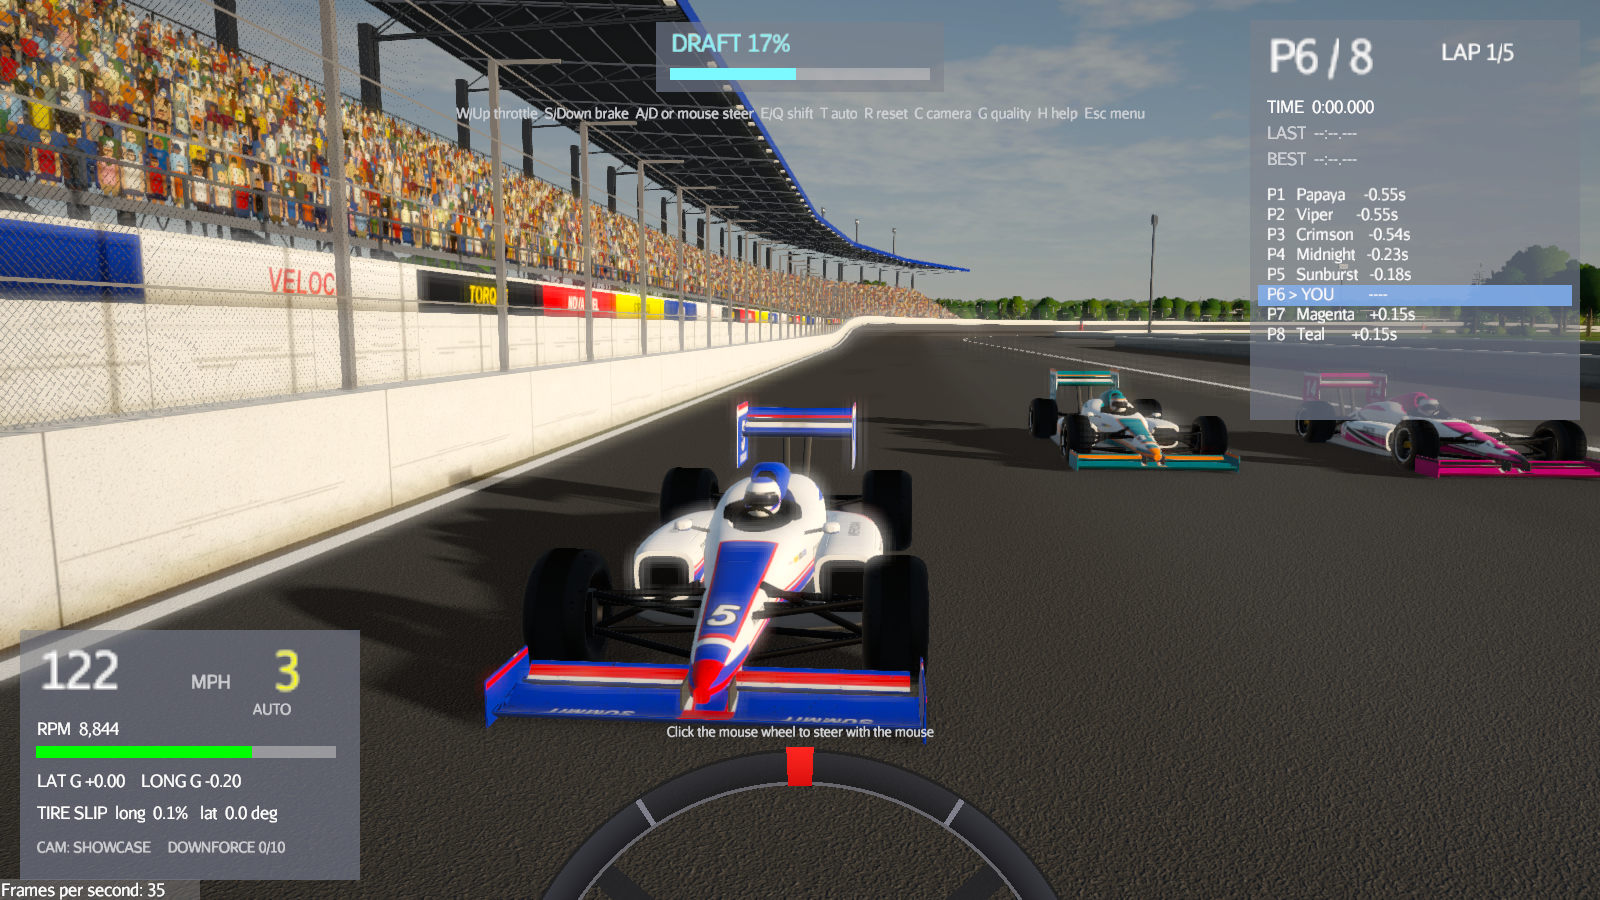 DRAFT 17%
W/Up throttle S/Down brake A/D or mouse steer E/Q shift T auto R reset C camera G quality H help Esc menu
P6 / 8 LAP 1/5
TIME 0:00.000
LAST --:--.---
BEST --:--.---
P1 Papaya -0.55s
P2 Viper -0.55s
P3 Crimson -0.54s
P4 Midnight -0.23s
P5 Sunburst -0.18s
P6 > YOU ----
P7 Magenta +0.15s
P8 Teal +0.15s
VELOC
TORQ
5
SUMMIT SUMMIT
Click the mouse wheel to steer with the mouse
122 MPH 3
AUTO
RPM 8,844
LAT G +0.00 LONG G -0.20
TIRE SLIP long 0.1% lat 0.0 deg
CAM: SHOWCASE DOWNFORCE 0/10
Frames per second: 35